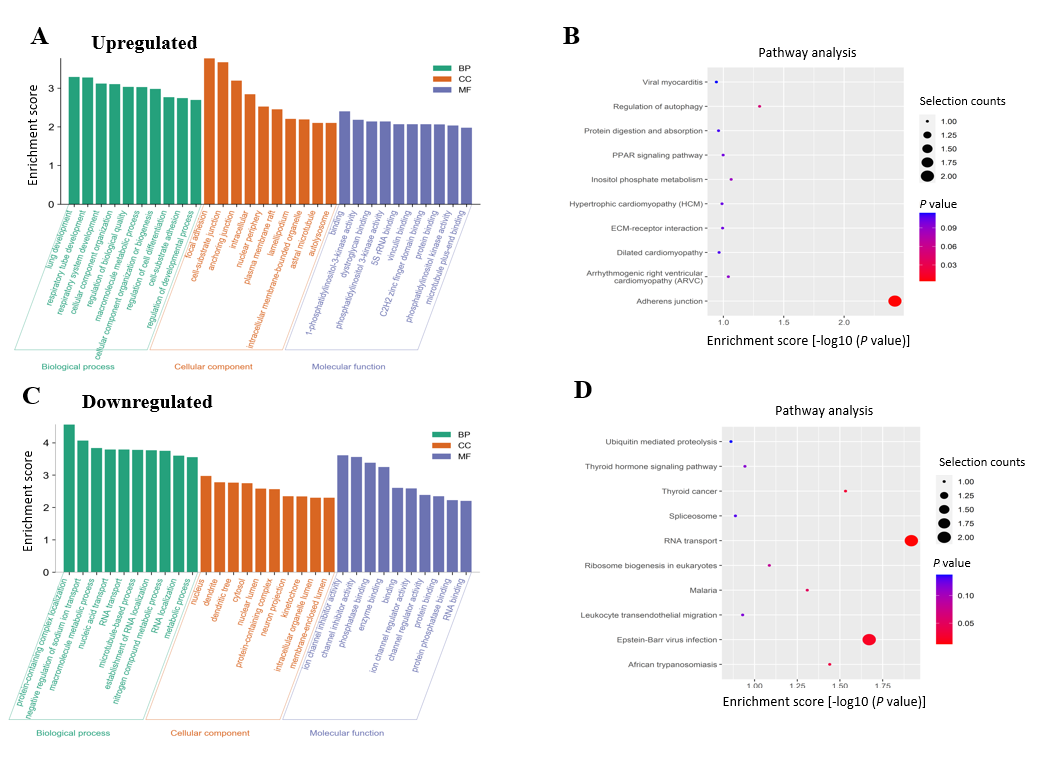 A
Upregulated
Enrichment score
3
2
1
0
BP
CC
MF
lung development
respiratory tube development
respiratory system development
cellular component organization
regulation of biological quality
macromolecule metabolic process
cellular component organization or biogenesis
regulation of cell differentiation
cell-substrate adhesion
regulation of developmental process
focal adhesion
cell-substrate junction
anchoring junction
intracellular
nuclear periphery
plasma membrane raft
lamellipodium
intracellular membrane-bounded organelle
astral microtubule
autolysosome
binding
1-phosphatidylinositol-3-kinase activity
dystroglycan binding
phosphatidylinositol 3-kinase activity
5S rRNA binding
vinculin binding
C2H2 zinc finger domain binding
protein binding
phosphatidylinositol kinase activity
microtubule plus-end binding
Biological process
Cellular component
Molecular function
B
Pathway analysis
Viral myocarditis
Regulation of autophagy
Protein digestion and absorption
PPAR signaling pathway
Inositol phosphate metabolism
Hypertrophic cardiomyopathy (HCM)
ECM-receptor interaction
Dilated cardiomyopathy
Arrhythmogenic right ventricular
cardiomyopathy (ARVC)
Adherens junction
1.0
1.5
2.0
Enrichment score [-log10 (P value)]
Selection counts
1.00
1.25
1.50
1.75
2.00
P value
0.09
0.06
0.03
C
Downregulated
Enrichment score
4
3
2
1
0
BP
CC
MF
protein-containing complex localization
negative regulation of sodium ion transport
macromolecule metabolic process
nucleic acid transport
RNA transport
microtubule-based process
establishment of RNA localization
nitrogen compound metabolic process
RNA localization
metabolic process
nucleus
dendrite
dendritic tree
cytosol
nuclear lumen
protein-containing complex
neuron projection
kinetochore
intracellular organelle lumen
membrane-enclosed lumen
ion channel inhibitor activity
channel inhibitor activity
phosphatase binding
enzyme binding
binding
ion channel regulator activity
channel regulator activity
protein binding
protein phosphatase binding
RNA binding
Biological process
Cellular component
Molecular function
D
Pathway analysis
Ubiquitin mediated proteolysis
Thyroid hormone signaling pathway
Thyroid cancer
Spliceosome
RNA transport
Ribosome biogenesis in eukaryotes
Malaria
Leukocyte transendothelial migration
Epstein-Barr virus infection
African trypanosomiasis
1.00
1.25
1.50
1.75
Enrichment score [-log10 (P value)]
Selection counts
1.00
1.25
1.50
1.75
2.00
P value
0.10
0.05